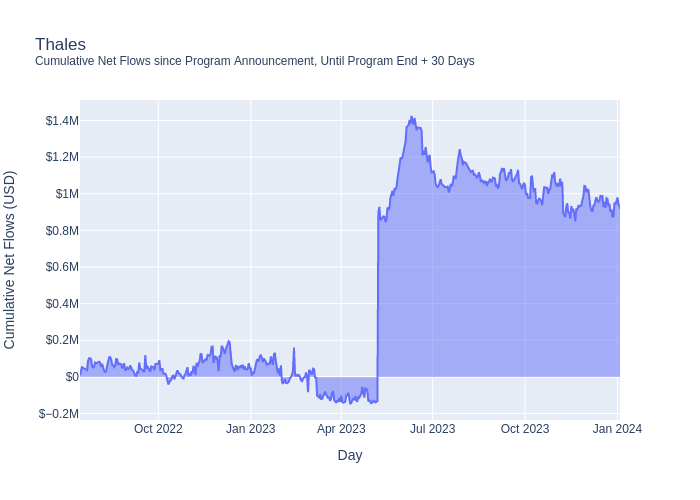 Thales
Cumulative Net Flows since Program Announcement, Until Program End + 30 Days
Cumulative Net Flows (USD)
$1.4M
$1.2M
$1M
$0.8M
$0.6M
$0.4M
$0.2M
$0
$−0.2M
Oct 2022 Jan 2023 Apr 2023 Jul 2023 Oct 2023 Jan 2024
Day